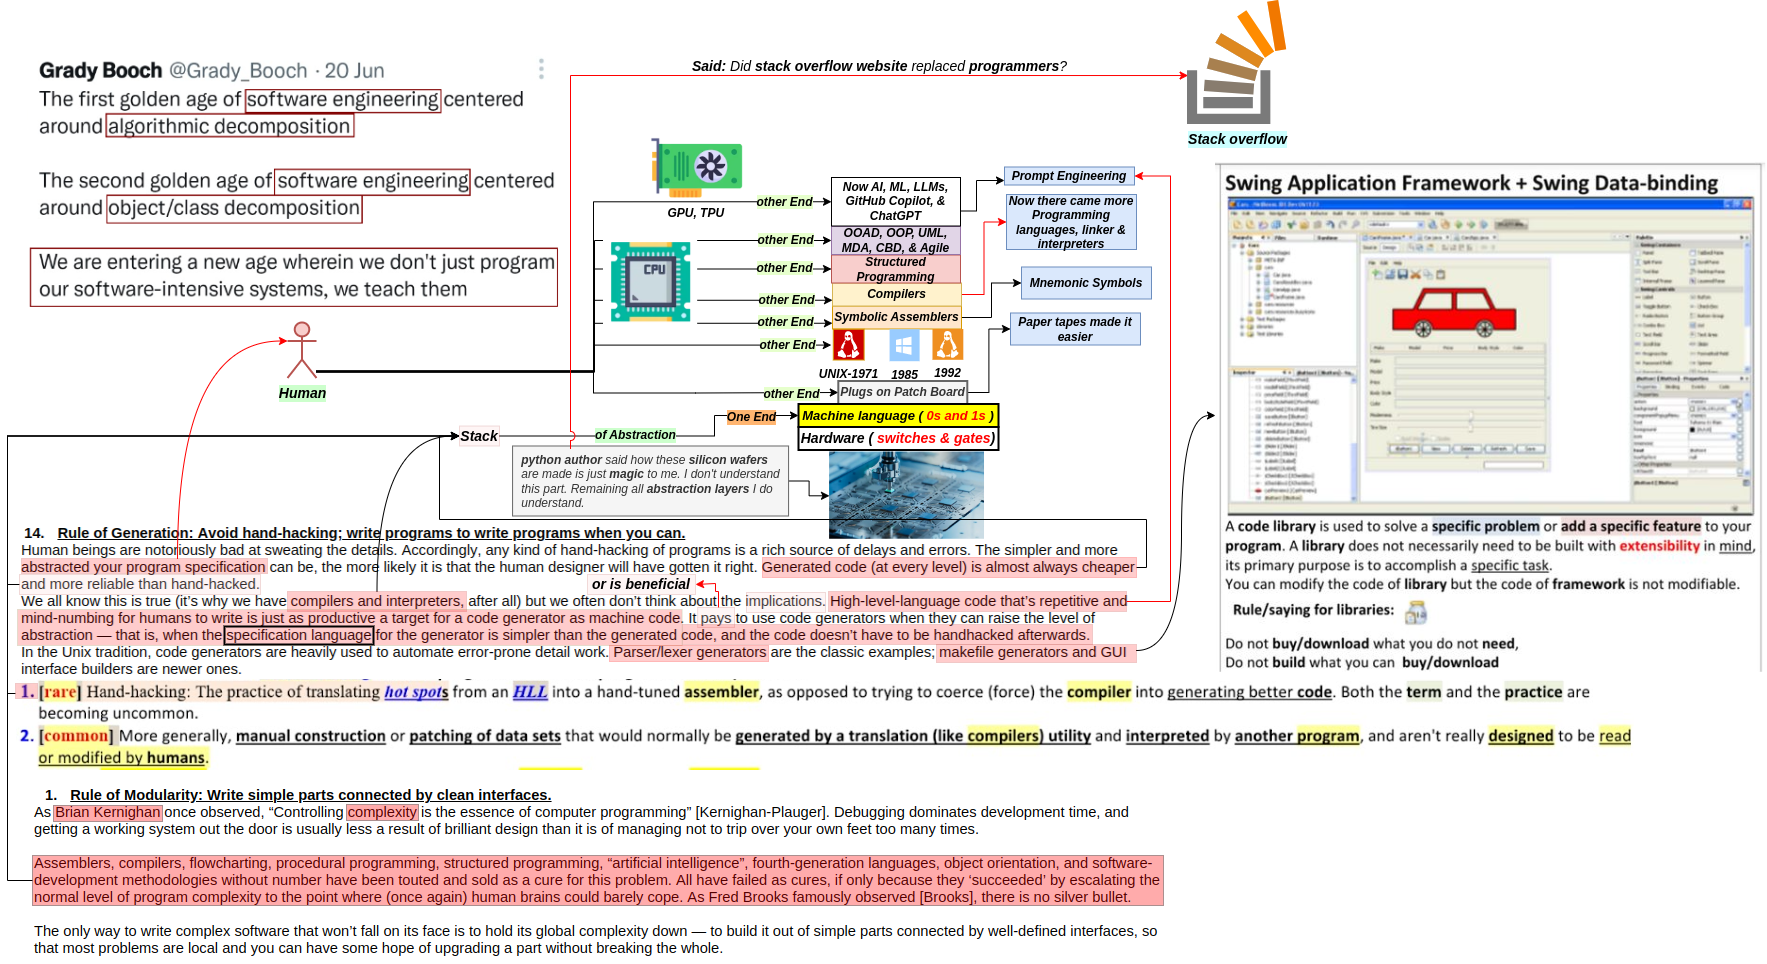 Grady Booch @Grady_Booch · 20 Jun
The first golden age of software engineering centered
around algorithmic decomposition
The second golden age of software engineering centered
around object/class decomposition
We are entering a new age wherein we don't just program
our software-intensive systems, we teach them
Human
Said: Did stack overflow website replaced programmers?
Stack overflow
GPU, TPU
CPU
other End
Now AI, ML, LLMs,
GitHub Copilot, &
ChatGPT
Prompt Engineering
other End
OOAD, OOP, UML,
MDA, CBD, & Agile
Now there came more
Programming
languages, linker &
interpreters
other End
Structured
Programming
other End
Compilers
Mnemonic Symbols
other End
Symbolic Assemblers
Paper tapes made it
easier
other End
UNIX-1971 1985 1992
other End
Plugs on Patch Board
One End
Machine language ( 0s and 1s )
Hardware ( switches & gates)
Stack
of Abstraction
python author said how these silicon wafers
are made is just magic to me. I don't understand
this part. Remaining all abstraction layers I do
understand.
14. Rule of Generation: Avoid hand-hacking; write programs to write programs when you can.
Human beings are notoriously bad at sweating the details. Accordingly, any kind of hand-hacking of programs is a rich source of delays and errors. The simpler and more
abstracted your program specification can be, the more likely it is that the human designer will have gotten it right. Generated code (at every level) is almost always cheaper
and more reliable than hand-hacked.
or is beneficial
We all know this is true (it's why we have compilers and interpreters, after all) but we often don't think about the implications. High-level-language code that's repetitive and
mind-numbing for humans to write is just as productive a target for a code generator as machine code. It pays to use code generators when they can raise the level of
abstraction — that is, when the specification language for the generator is simpler than the generated code, and the code doesn't have to be handhacked afterwards.
In the Unix tradition, code generators are heavily used to automate error-prone detail work. Parser/lexer generators are the classic examples; makefile generators and GUI
interface builders are newer ones.
1. [rare] Hand-hacking: The practice of translating hot spots from an HLL into a hand-tuned assembler, as opposed to trying to coerce (force) the compiler into generating better code. Both the term and the practice are
becoming uncommon.
2. [common] More generally, manual construction or patching of data sets that would normally be generated by a translation (like compilers) utility and interpreted by another program, and aren't really designed to be read
or modified by humans.
1. Rule of Modularity: Write simple parts connected by clean interfaces.
As Brian Kernighan once observed, “Controlling complexity is the essence of computer programming” [Kernighan-Plauger]. Debugging dominates development time, and
getting a working system out the door is usually less a result of brilliant design than it is of managing not to trip over your own feet too many times.
Assemblers, compilers, flowcharting, procedural programming, structured programming, “artificial intelligence”, fourth-generation languages, object orientation, and software-
development methodologies without number have been touted and sold as a cure for this problem. All have failed as cures, if only because they ‘succeeded’ by escalating the
normal level of program complexity to the point where (once again) human brains could barely cope. As Fred Brooks famously observed [Brooks], there is no silver bullet.
The only way to write complex software that won't fall on its face is to hold its global complexity down — to build it out of simple parts connected by well-defined interfaces, so
that most problems are local and you can have some hope of upgrading a part without breaking the whole.
Swing Application Framework + Swing Data-binding
A code library is used to solve a specific problem or add a specific feature to your
program. A library does not necessarily need to be built with extensibility in mind,
its primary purpose is to accomplish a specific task.
You can modify the code of library but the code of framework is not modifiable.
Rule/saying for libraries:
Do not buy/download what you do not need,
Do not build what you can buy/download